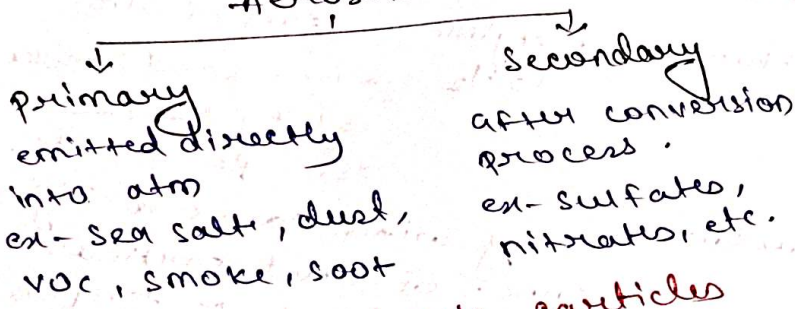 Primary
emitted directly
into atm
ex- sea salt, dust,
VOC, smoke, soot
Secondary
after conversion
process.
ex- sulfates,
nitrates, etc.
particles